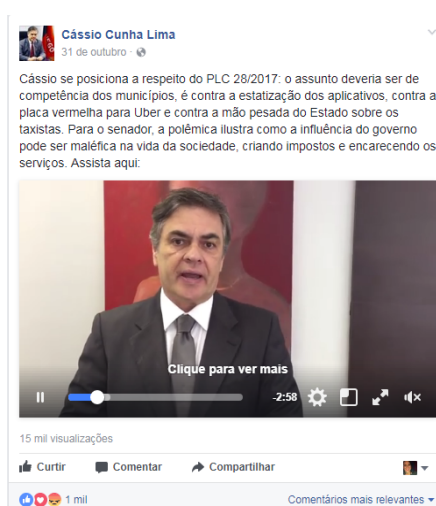 Cássio Cunha Lima
31 de outubro ·
Cássio se posiciona a respeito do PLC 28/2017: o assunto deveria ser de
competência dos municípios, é contra a estatização dos aplicativos, contra a
placa vermelha para Uber e contra a mão pesada do Estado sobre os
taxistas. Para o senador, a polêmica ilustra como a influência do governo
pode ser maléfica na vida da sociedade, criando impostos e encarecendo os
serviços. Assista aqui:
Clique para ver mais
-2:58
15 mil visualizações
Curtir Comentar Compartilhar
1 mil Comentários mais relevantes